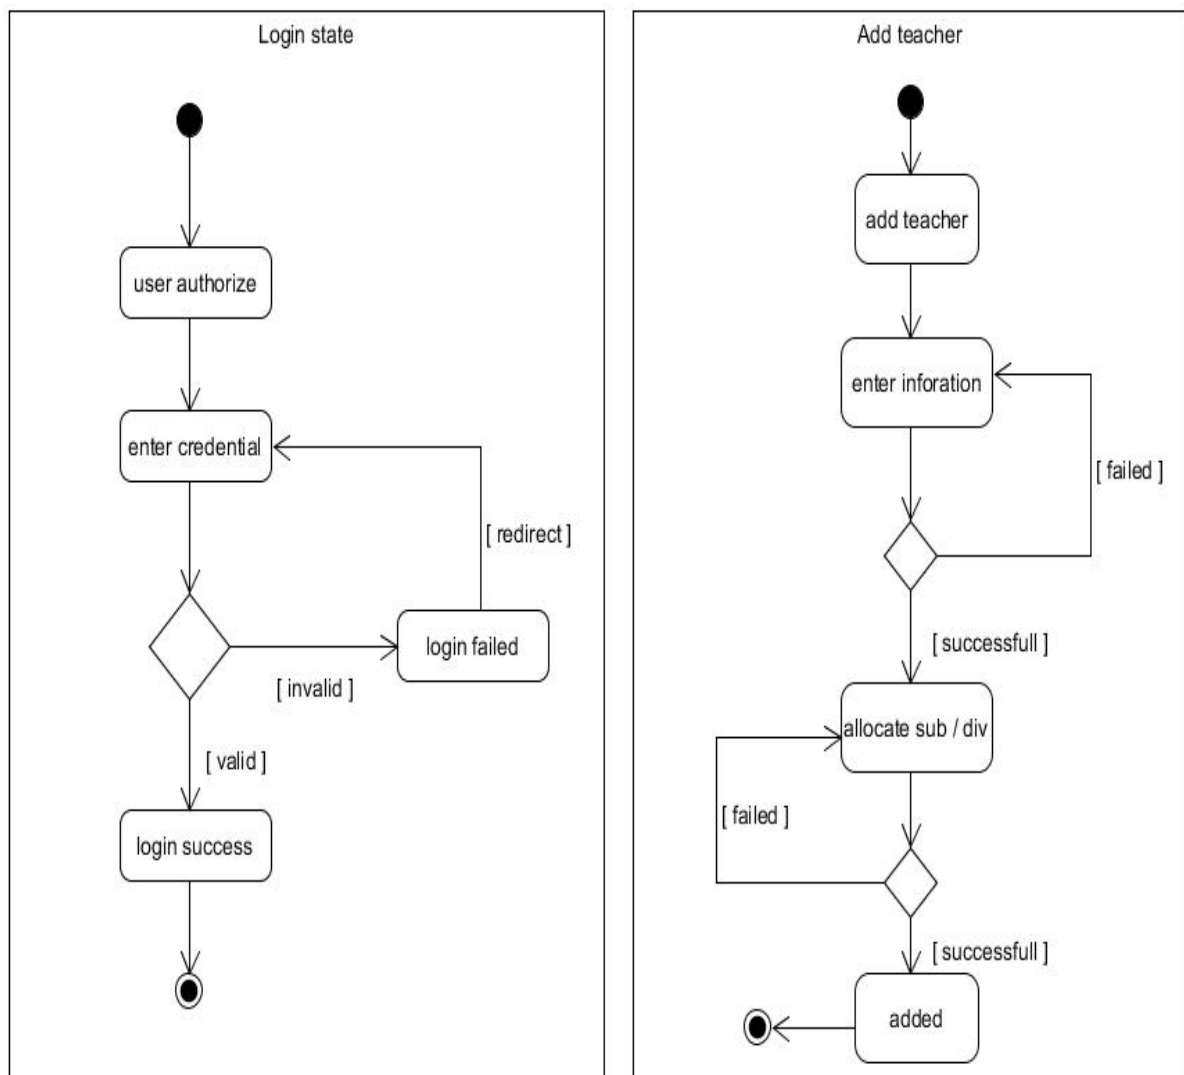 Login state
user authorize
enter credential
[ redirect ]
login failed
[ invalid ]
[ valid ]
login success
Add teacher
add teacher
enter inforation
[ failed ]
[ successfull ]
allocate sub / div
[ failed ]
[ successfull ]
added